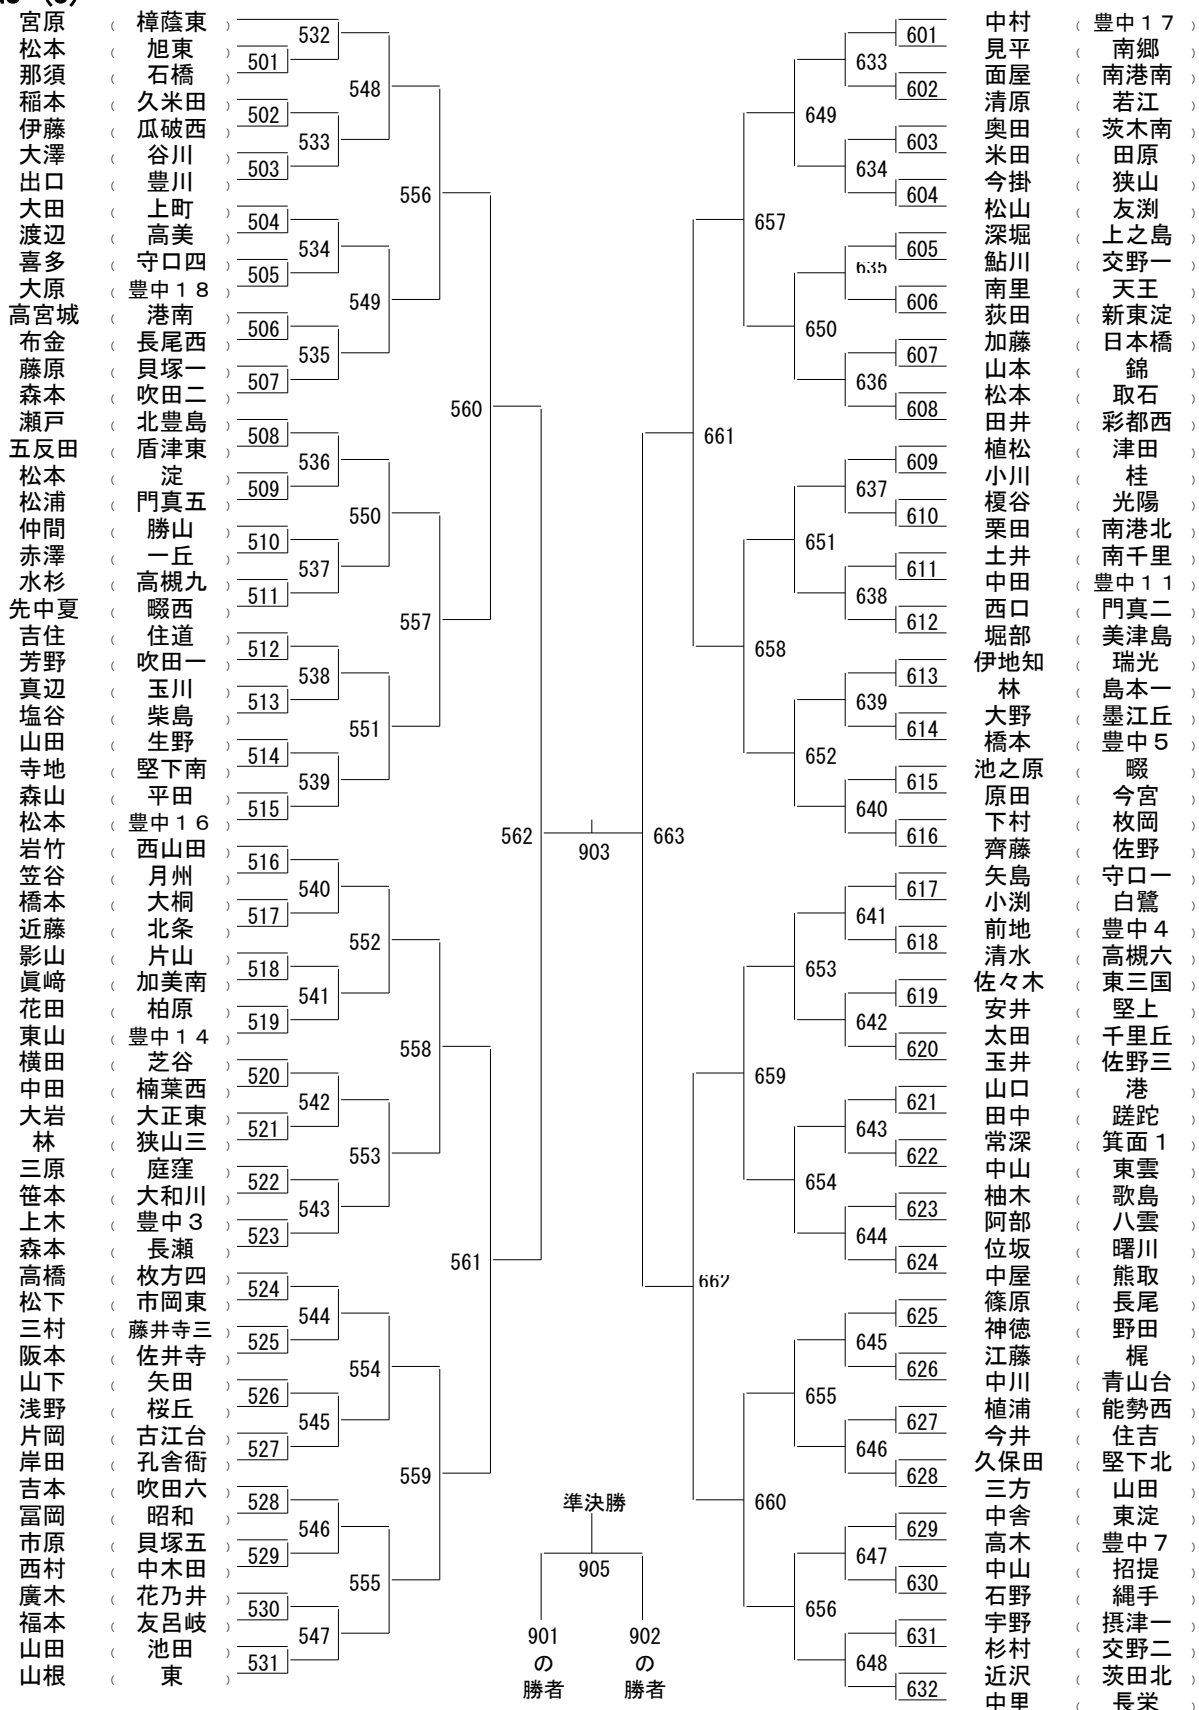 宮原 （ 樟蔭東 ）
松本 （ 旭東 ）
那須 （ 石橋 ）
稲本 （ 久米田 ）
伊藤 （ 瓜破西 ）
大澤 （ 谷川 ）
出口 （ 豊川 ）
大田 （ 上町 ）
渡辺 （ 高美 ）
喜多 （ 守口四 ）
大原 （ 豊中１８ ）
高宮城 （ 港南 ）
布金 （ 長尾西 ）
藤原 （ 貝塚一 ）
森本 （ 吹田二 ）
瀬戸 （ 北豊島 ）
五反田 （ 盾津東 ）
松本 （ 淀 ）
松浦 （ 門真五 ）
仲間 （ 勝山 ）
赤澤 （ 一丘 ）
水杉 （ 高槻九 ）
先中夏 （ 畷西 ）
吉住 （ 住道 ）
芳野 （ 吹田一 ）
真辺 （ 玉川 ）
塩谷 （ 柴島 ）
山田 （ 生野 ）
寺地 （ 堅下南 ）
森山 （ 平田 ）
松本 （ 豊中１６ ）
岩竹 （ 西山田 ）
笠谷 （ 月州 ）
橋本 （ 大桐 ）
近藤 （ 北条 ）
影山 （ 片山 ）
眞﨑 （ 加美南 ）
花田 （ 柏原 ）
東山 （ 豊中１４ ）
横田 （ 芝谷 ）
中田 （ 楠葉西 ）
大岩 （ 大正東 ）
林 （ 狭山三 ）
三原 （ 庭窪 ）
笹本 （ 大和川 ）
上木 （ 豊中３ ）
森本 （ 長瀬 ）
高橋 （ 枚方四 ）
松下 （ 市岡東 ）
三村 （ 藤井寺三 ）
阪本 （ 佐井寺 ）
山下 （ 矢田 ）
浅野 （ 桜丘 ）
片岡 （ 古江台 ）
岸田 （ 孔舎衙 ）
吉本 （ 吹田六 ）
冨岡 （ 昭和 ）
市原 （ 貝塚五 ）
西村 （ 中木田 ）
廣木 （ 花乃井 ）
福本 （ 友呂岐 ）
山田 （ 池田 ）
山根 （ 東 ）
501
502
503
504
505
506
507
508
509
510
511
512
513
514
515
516
517
518
519
520
521
522
523
524
525
526
527
528
529
530
531
532
533
534
535
536
537
538
539
540
541
542
543
544
545
546
547
548
549
550
551
552
553
554
555
556
557
558
559
560
561
562
903
663
準決勝
905
901
の
勝者
902
の
勝者
661
662
657
658
659
660
649
650
651
652
653
654
655
656
633
634
635
636
637
638
639
640
641
642
643
644
645
646
647
648
601
602
603
604
605
606
607
608
609
610
611
612
613
614
615
616
617
618
619
620
621
622
623
624
625
626
627
628
629
630
631
632
中村 （ 豊中１７ ）
見平 （ 南郷 ）
面屋 （ 南港南 ）
清原 （ 若江 ）
奥田 （ 茨木南 ）
米田 （ 田原 ）
今掛 （ 狭山 ）
松山 （ 友渕 ）
深堀 （ 上之島 ）
鮎川 （ 交野一 ）
南里 （ 天王 ）
荻田 （ 新東淀 ）
加藤 （ 日本橋 ）
山本 （ 錦 ）
松本 （ 取石 ）
田井 （ 彩都西 ）
植松 （ 津田 ）
小川 （ 桂 ）
榎谷 （ 光陽 ）
栗田 （ 南港北 ）
土井 （ 南千里 ）
中田 （ 豊中１１ ）
西口 （ 門真二 ）
堀部 （ 美津島 ）
伊地知 （ 瑞光 ）
林 （ 島本一 ）
大野 （ 墨江丘 ）
橋本 （ 豊中５ ）
池之原 （ 畷 ）
原田 （ 今宮 ）
下村 （ 枚岡 ）
齊藤 （ 佐野 ）
矢島 （ 守口一 ）
小渕 （ 白鷺 ）
前地 （ 豊中４ ）
清水 （ 高槻六 ）
佐々木 （ 東三国 ）
安井 （ 堅上 ）
太田 （ 千里丘 ）
玉井 （ 佐野三 ）
山口 （ 港 ）
田中 （ 蹉跎 ）
常深 （ 箕面１ ）
中山 （ 東雲 ）
柚木 （ 歌島 ）
阿部 （ 八雲 ）
位坂 （ 曙川 ）
中屋 （ 熊取 ）
篠原 （ 長尾 ）
神徳 （ 野田 ）
江藤 （ 梶 ）
中川 （ 青山台 ）
植浦 （ 能勢西 ）
今井 （ 住吉 ）
久保田 （ 堅下北 ）
三方 （ 山田 ）
中舎 （ 東淀 ）
高木 （ 豊中７ ）
中山 （ 招提 ）
石野 （ 縄手 ）
宇野 （ 摂津一 ）
杉村 （ 交野二 ）
近沢 （ 茨田北 ）
中里 （ 長栄 ）